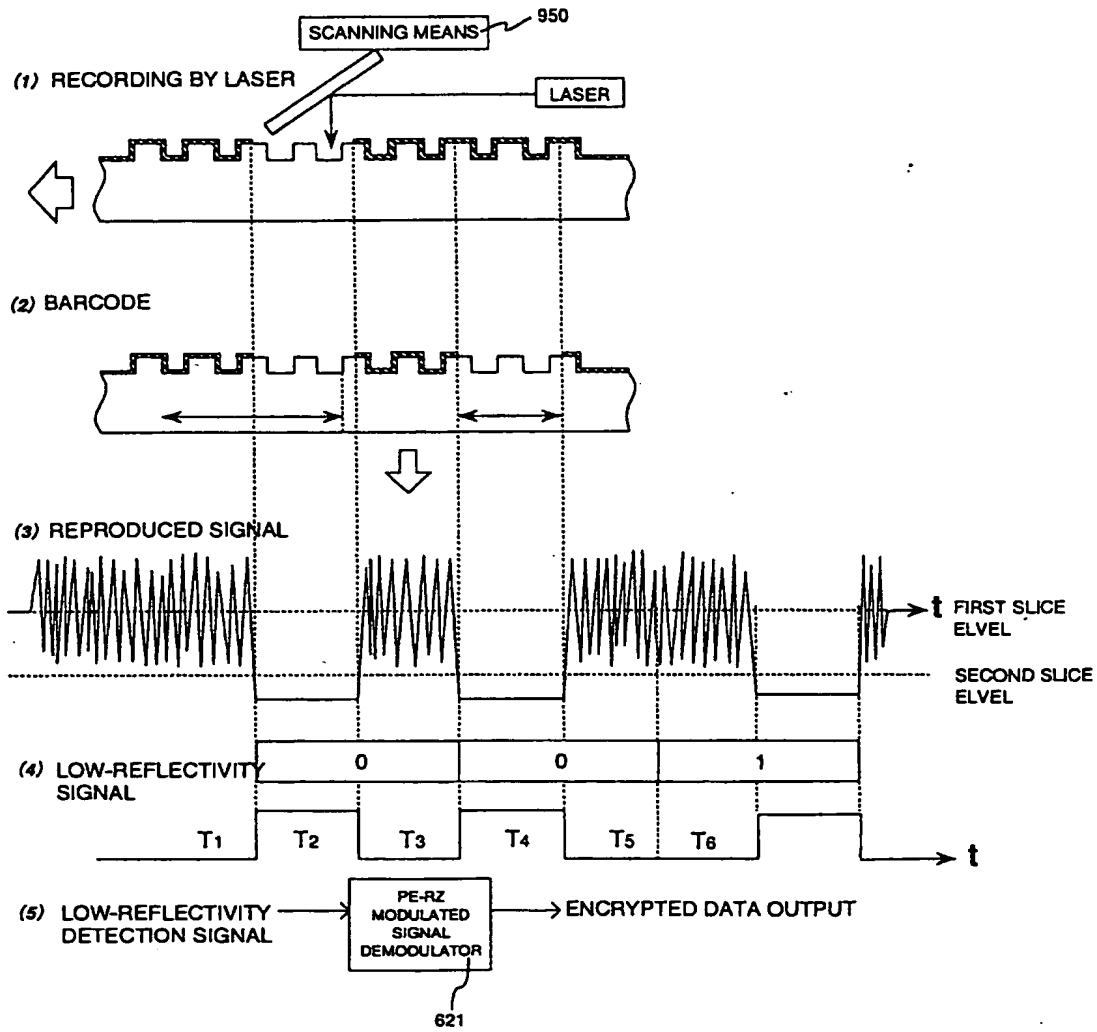 950
SCANNING MEANS
(1) RECORDING BY LASER
LASER
(2) BARCODE
(3) REPRODUCED SIGNAL
t
FIRST SLICE
ELVEL
SECOND SLICE
ELVEL
(4) LOW-REFLECTIVITY
SIGNAL
0 0 1
T1 T2 T3 T4 T5 T6
t
(5) LOW-REFLECTIVITY
DETECTION SIGNAL
PE-RZ
MODULATED
SIGNAL
DEMODULATOR
ENCRYPTED DATA OUTPUT
621